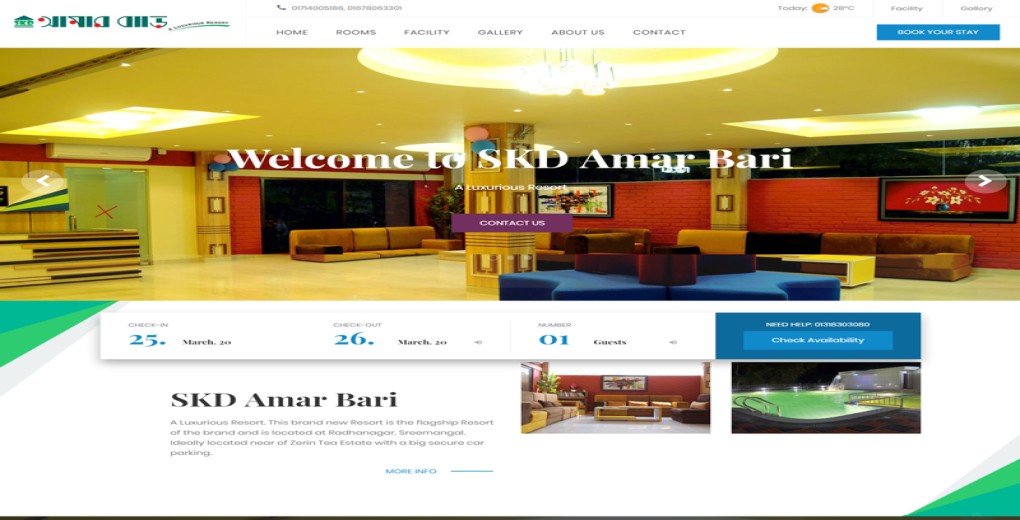 SKD আমার বাড়ি
A Luxurious Resort
01714005186, 01678063301
Today: 28°C
Facility
Gallery
HOME ROOMS FACILITY GALLERY ABOUT US CONTACT
BOOK YOUR STAY
Welcome to SKD Amar Bari
A Luxurious Resort
CONTACT US
CHECK-IN
25. March. 20
CHECK-OUT
26. March. 20
NUMBER
01 Guests
NEED HELP: 01318303080
Check Availability
SKD Amar Bari
A Luxurious Resort. This brand new Resort is the flagship Resort
of the brand and is located at Radhanagar, Sreemangal.
Ideally located near of Zerin Tea Estate with a big secure car
parking.
MORE INFO